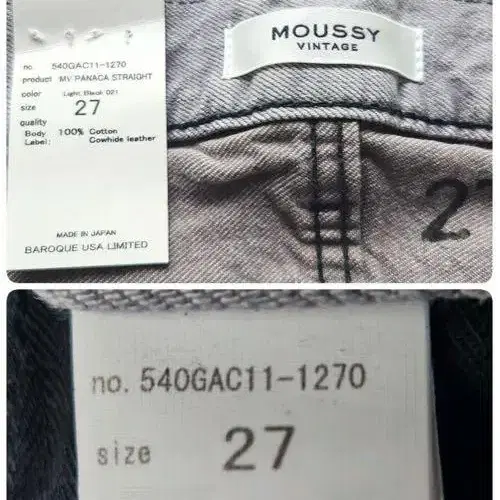 no. 540GAC11-1270
product MV PANACA STRAIGHT
color Light Black 021
size 27
quality
Body 100% Cotton
Label: Cowhide leather
MADE IN JAPAN
BAROQUE USA LIMITED
MOUSSY
VINTAGE
27
no. 540GAC11-1270
size 27